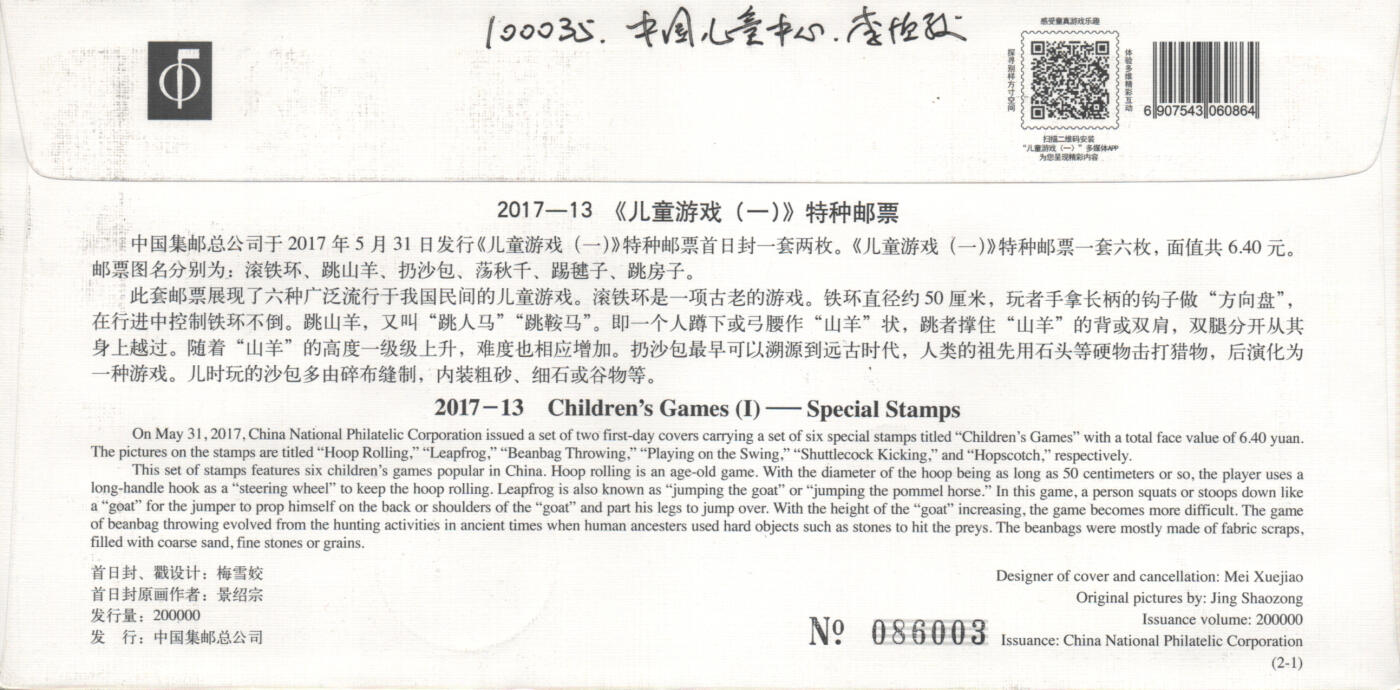 100035. 中国儿童中心. 李
感受童真游戏乐趣
探寻别样方寸空间
体验多维精彩互动
扫描二维码安装
“儿童游戏（一）”多媒体APP
为您呈现精彩内容
6 907543 060864
2017—13 《儿童游戏（一）》特种邮票
中国集邮总公司于 2017 年 5 月 31 日发行《儿童游戏（一）》特种邮票首日封一套两枚。《儿童游戏（一）》特种邮票一套六枚，面值共 6.40 元。
邮票图名分别为：滚铁环、跳山羊、扔沙包、荡秋千、踢毽子、跳房子。
此套邮票展现了六种广泛流行于我国民间的儿童游戏。滚铁环是一项古老的游戏。铁环直径约 50 厘米，玩者手拿长柄的钩子做“方向盘”，
在行进中控制铁环不倒。跳山羊，又叫“跳人马”“跳鞍马”。即一个人蹲下或弓腰作“山羊”状，跳者撑住“山羊”的背或双肩，双腿分开从其
身上越过。随着“山羊”的高度一级级上升，难度也相应增加。扔沙包最早可以溯源到远古时代，人类的祖先用石头等硬物击打猎物，后演化为
一种游戏。儿时玩的沙包多由碎布缝制，内装粗砂、细石或谷物等。
2017−13 Children's Games (I) — Special Stamps
On May 31, 2017, China National Philatelic Corporation issued a set of two first-day covers carrying a set of six special stamps titled “Children's Games” with a total face value of 6.40 yuan.
The pictures on the stamps are titled “Hoop Rolling,” “Leapfrog,” “Beanbag Throwing,” “Playing on the Swing,” “Shuttlecock Kicking,” and “Hopscotch,” respectively.
This set of stamps features six children's games popular in China. Hoop rolling is an age-old game. With the diameter of the hoop being as long as 50 centimeters or so, the player uses a
long-handle hook as a “steering wheel” to keep the hoop rolling. Leapfrog is also known as “jumping the goat” or “jumping the pommel horse.” In this game, a person squats or stoops down like
a “goat” for the jumper to prop himself on the back or shoulders of the “goat” and part his legs to jump over. With the height of the “goat” increasing, the game becomes more difficult. The game
of beanbag throwing evolved from the hunting activities in ancient times when human ancesters used hard objects such as stones to hit the preys. The beanbags were mostly made of fabric scraps,
filled with coarse sand, fine stones or grains.
首日封、戳设计：梅雪姣
首日封原画作者：景绍宗
发行量：200000
发 行：中国集邮总公司
№ 086003
Designer of cover and cancellation: Mei Xuejiao
Original pictures by: Jing Shaozong
Issuance volume: 200000
Issuance: China National Philatelic Corporation
(2-1)